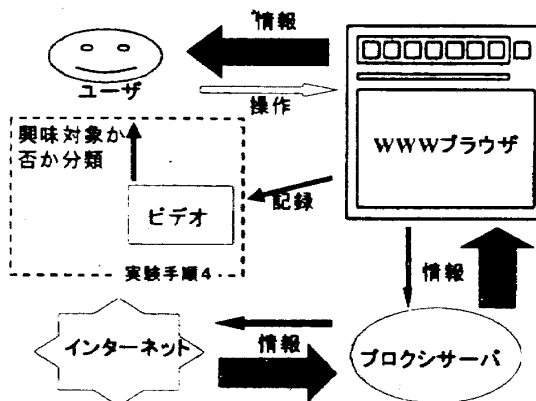 情報
ユーザ
操作
興味対象か
否か分類
WWWブラウザ
ビデオ
記録
実験手順4
情報
インターネット
情報
プロクシサーバ